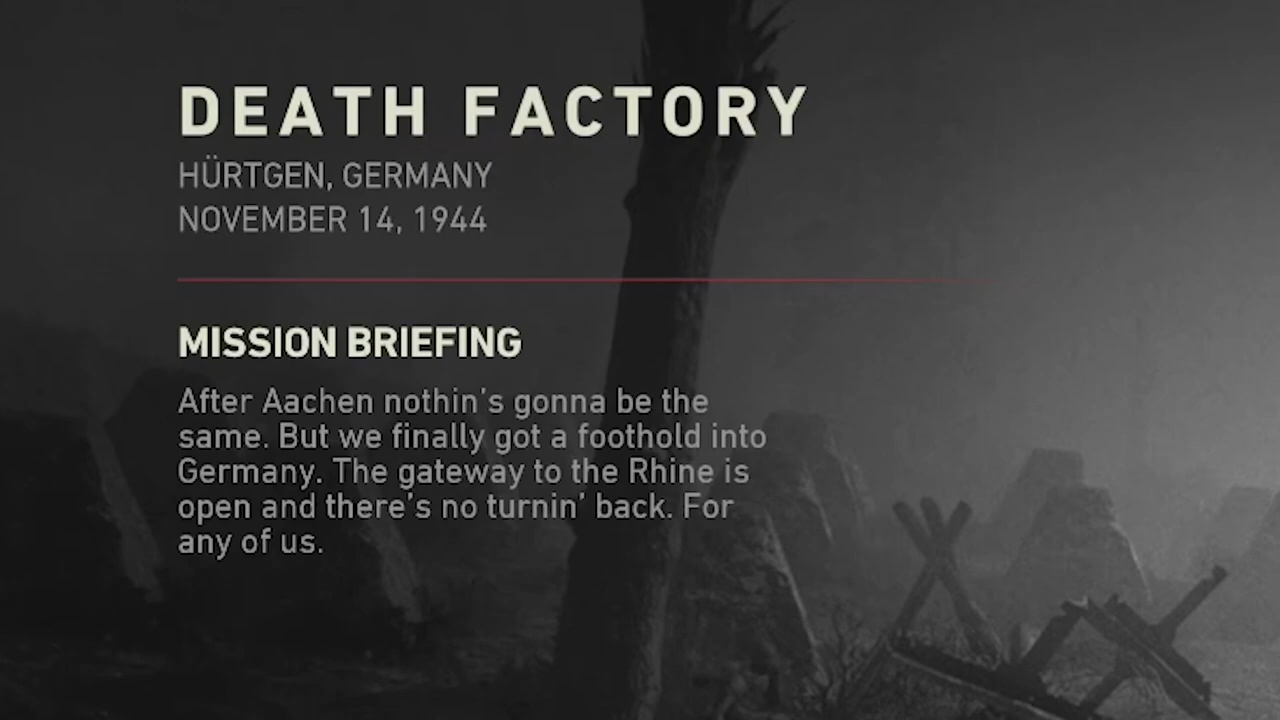 DEATH FACTORY
HÜRTGEN, GERMANY
NOVEMBER 14, 1944
MISSION BRIEFING
After Aachen nothin's gonna be the
same. But we finally got a foothold into
Germany. The gateway to the Rhine is
open and there's no turnin' back. For
any of us.